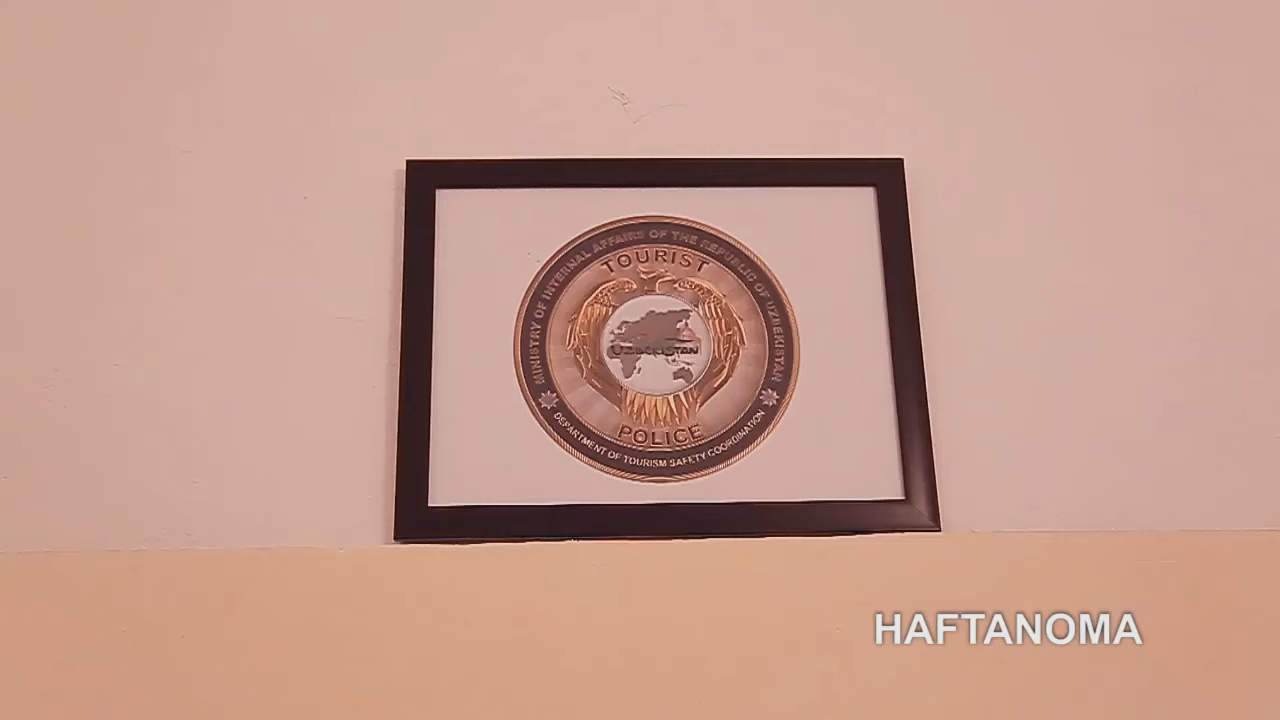 MINISTRY OF INTERNAL AFFAIRS OF THE REPUBLIC OF UZBEKISTAN
TOURIST
UZBEKISTAN
POLICE
DEPARTMENT OF TOURISM SAFETY COORDINATION
HAFTANOMA